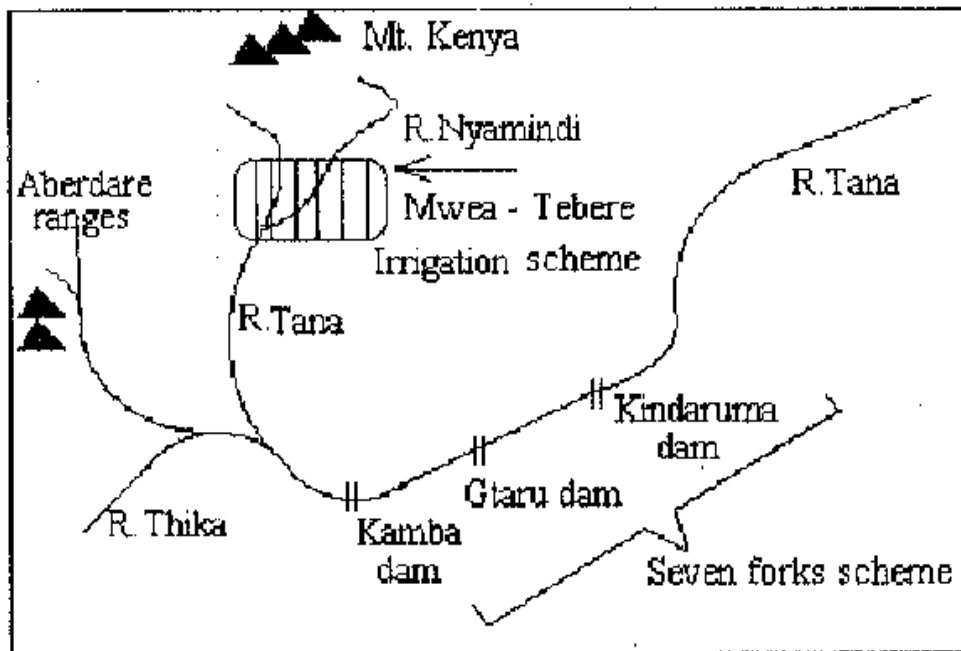 Mt. Kenya
R.Nyamindi
Aberdare
ranges
R.Tana
Mwea - Tebere
Irrigation scheme
R.Tana
Kindaruma
dam
Gtaru dam
R. Thika
Kamba
dam
Seven forks scheme